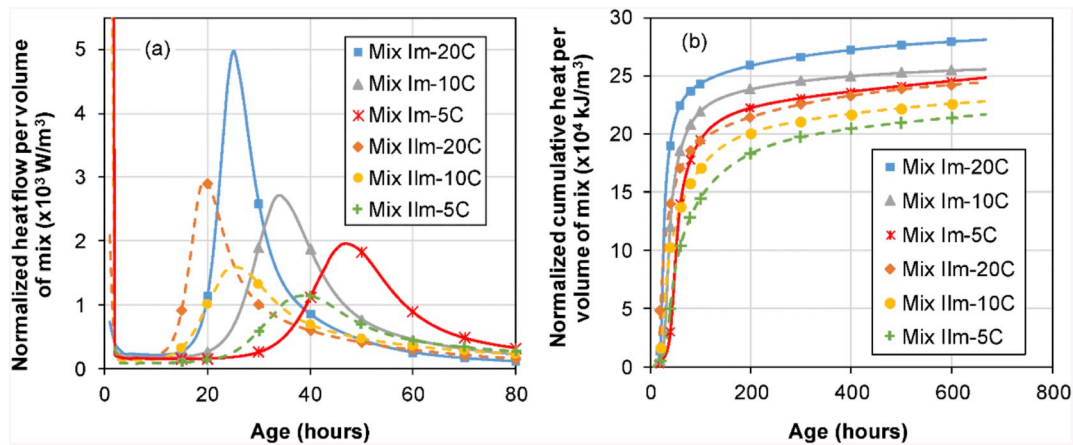 Normalized heat flow per volume
of mix (x10³ W/m³)
5
4
3
2
1
0
(a)
Mix Im-20C
Mix Im-10C
Mix Im-5C
Mix IIm-20C
Mix IIm-10C
Mix IIm-5C
0 20 40 60 80
Age (hours)
Normalized cumulative heat per
volume of mix (x10⁴ kJ/m³)
30
25
20
15
10
5
0
(b)
Mix Im-20C
Mix Im-10C
Mix Im-5C
Mix IIm-20C
Mix IIm-10C
Mix IIm-5C
0 200 400 600 800
Age (hours)